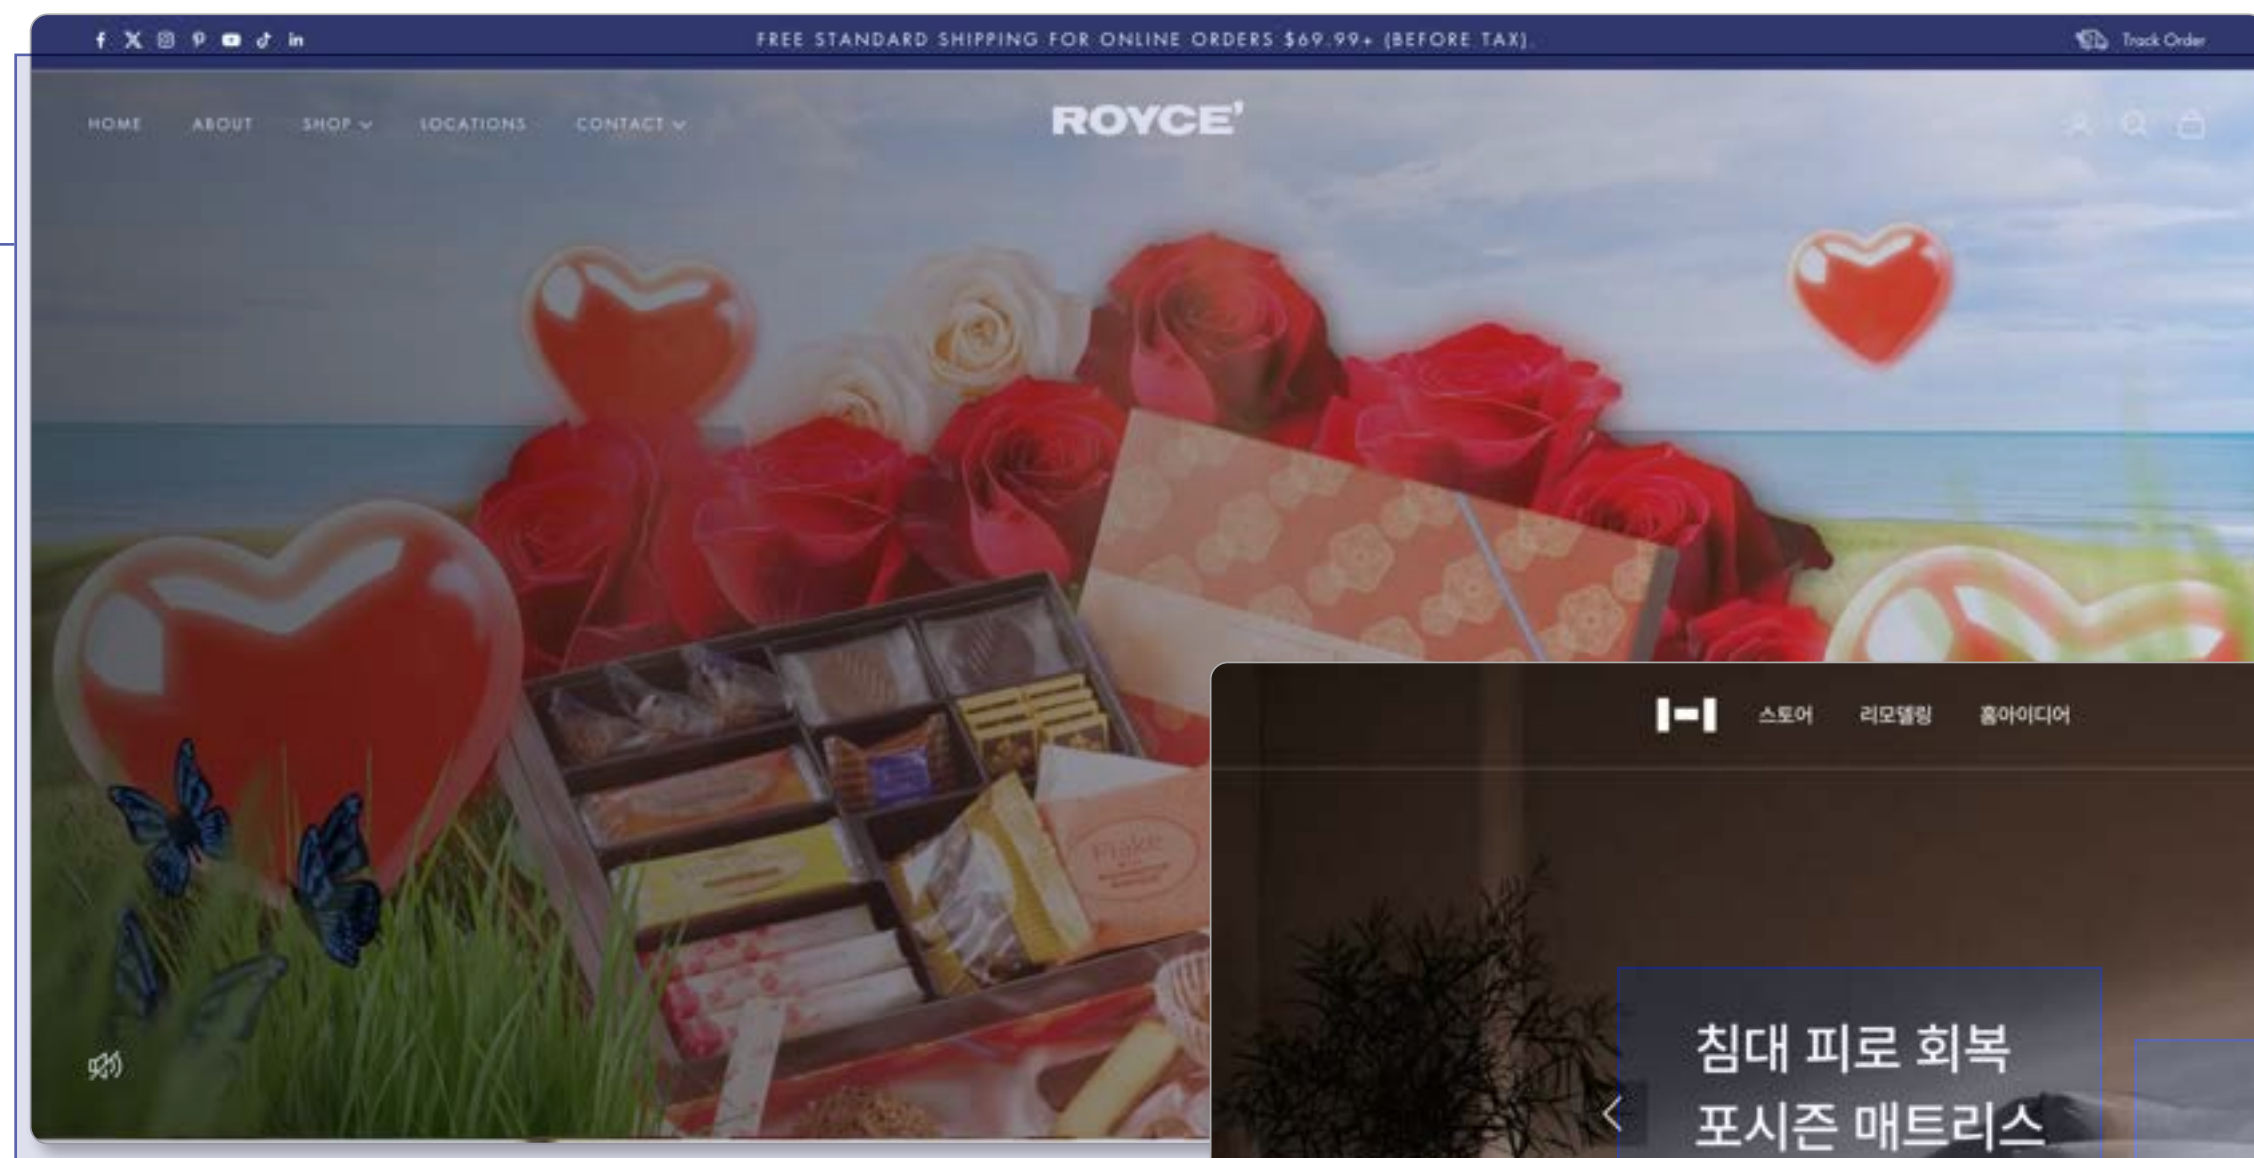 FREE STANDARD SHIPPING FOR ONLINE ORDERS $69.99+ (BEFORE TAX).
Track Order
HOME ABOUT SHOP LOCATIONS CONTACT
ROYCE'
Flake
스토어 리모델링 홈아이디어
침대 피로 회복
포시즌 매트리스